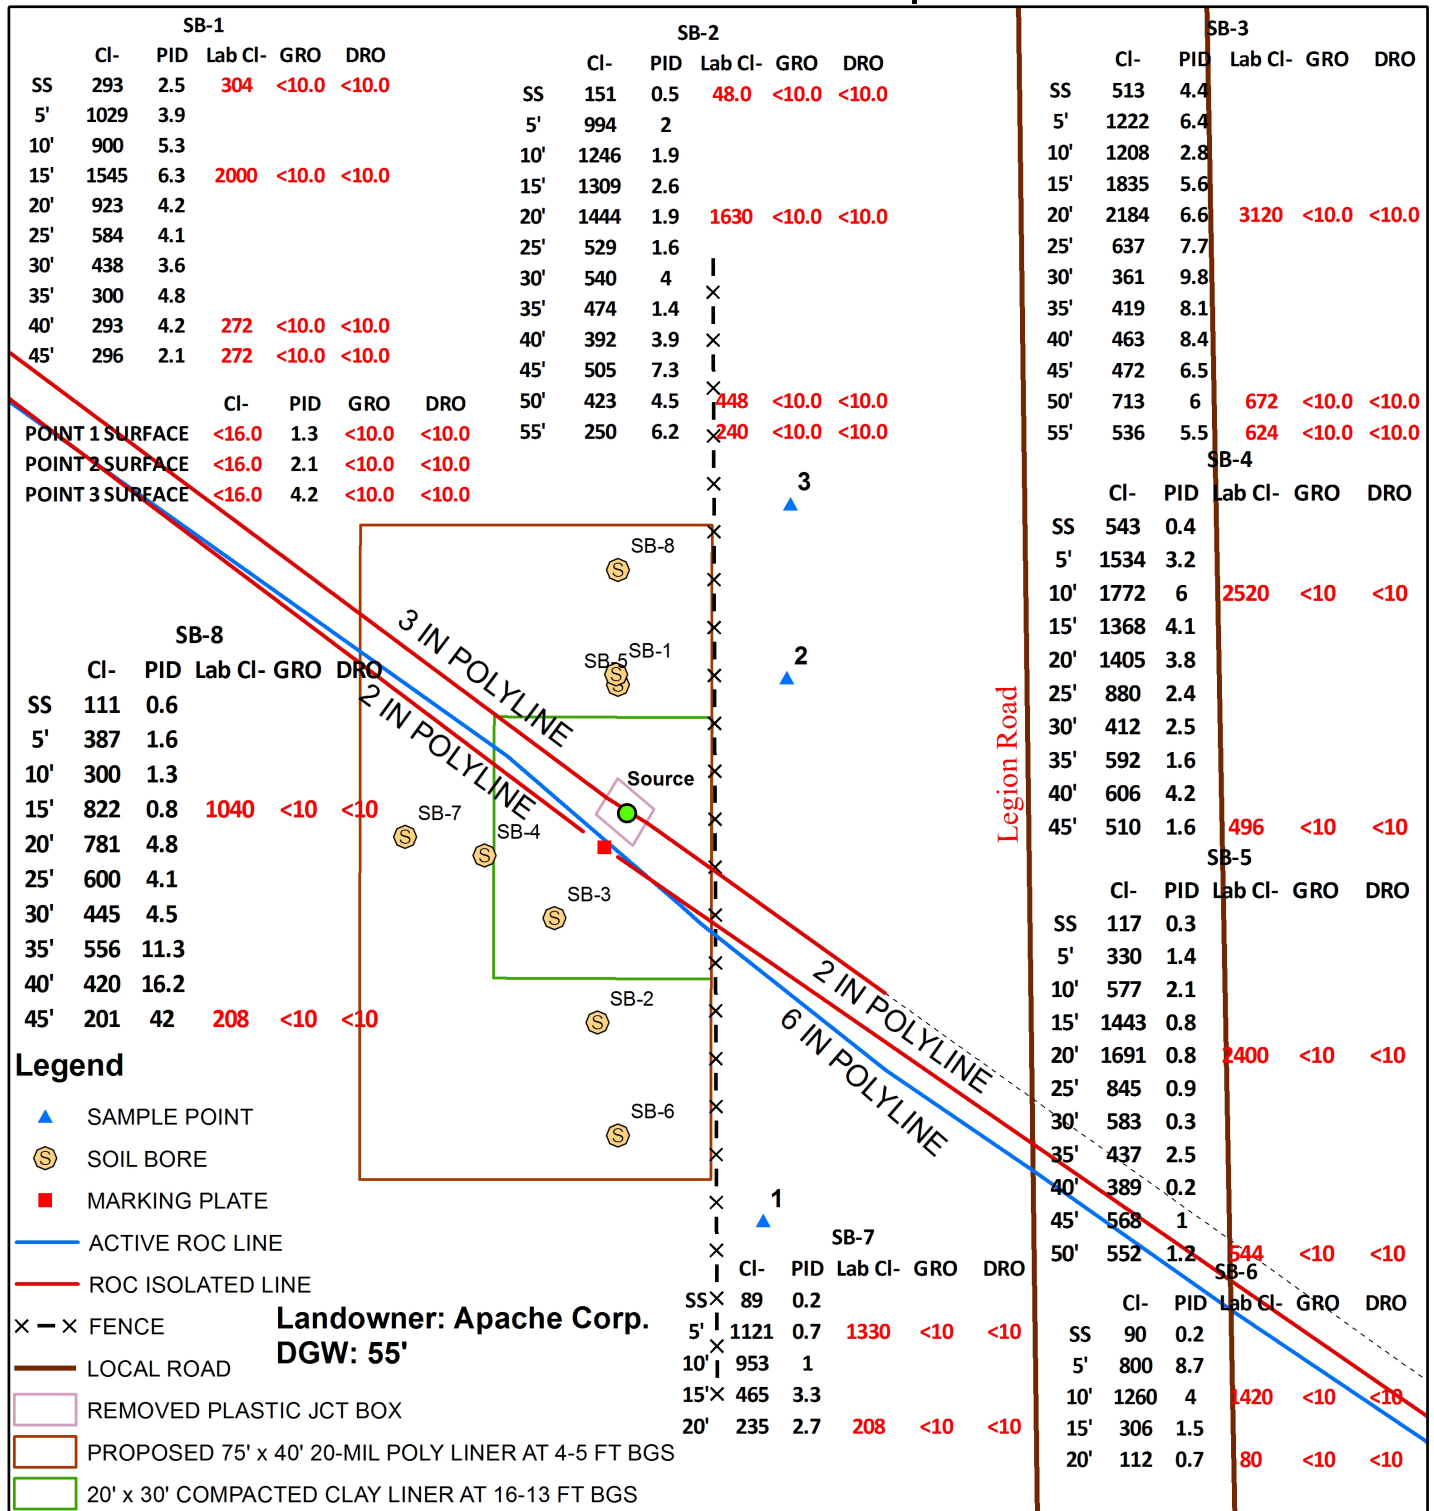 SB-1
Cl- PID Lab Cl- GRO DRO
SS 293 2.5 304 <10.0 <10.0
5' 1029 3.9
10' 900 5.3
15' 1545 6.3 2000 <10.0 <10.0
20' 923 4.2
25' 584 4.1
30' 438 3.6
35' 300 4.8
40' 293 4.2 272 <10.0 <10.0
45' 296 2.1 272 <10.0 <10.0
SB-2
Cl- PID Lab Cl- GRO DRO
SS 151 0.5 48.0 <10.0 <10.0
5' 994 2
10' 1246 1.9
15' 1309 2.6
20' 1444 1.9 1630 <10.0 <10.0
25' 529 1.6
30' 540 4
35' 474 1.4
40' 392 3.9
45' 505 7.3
50' 423 4.5 448 <10.0 <10.0
55' 250 6.2 240 <10.0 <10.0
SB-3
Cl- PID Lab Cl- GRO DRO
SS 513 4.4
5' 1222 6.4
10' 1208 2.8
15' 1835 5.6
20' 2184 6.6 3120 <10.0 <10.0
25' 637 7.7
30' 361 9.8
35' 419 8.1
40' 463 8.4
45' 472 6.5
50' 713 6 672 <10.0 <10.0
55' 536 5.5 624 <10.0 <10.0
Cl- PID GRO DRO
POINT 1 SURFACE <16.0 1.3 <10.0 <10.0
POINT 2 SURFACE <16.0 2.1 <10.0 <10.0
POINT 3 SURFACE <16.0 4.2 <10.0 <10.0
SB-4
Cl- PID Lab Cl- GRO DRO
SS 543 0.4
5' 1534 3.2
10' 1772 6 2520 <10 <10
15' 1368 4.1
20' 1405 3.8
25' 880 2.4
30' 412 2.5
35' 592 1.6
40' 606 4.2
45' 510 1.6 496 <10 <10
SB-8
Cl- PID Lab Cl- GRO DRO
SS 111 0.6
5' 387 1.6
10' 300 1.3
15' 822 0.8 1040 <10 <10
20' 781 4.8
25' 600 4.1
30' 445 4.5
35' 556 11.3
40' 420 16.2
45' 201 42 208 <10 <10
3
SB-8
S
SB-1
SB-5
S
S
2
3 IN POLYLINE
2 IN POLYLINE
Source
SB-7
S
SB-4
S
SB-3
S
SB-2
S
SB-6
S
1
2 IN POLYLINE
6 IN POLYLINE
Legion Road
SB-5
Cl- PID Lab Cl- GRO DRO
SS 117 0.3
5' 330 1.4
10' 577 2.1
15' 1443 0.8
20' 1691 0.8 2400 <10 <10
25' 845 0.9
30' 583 0.3
35' 437 2.5
40' 389 0.2
45' 568 1
50' 552 1.2 544 <10 <10
SB-7
Cl- PID Lab Cl- GRO DRO
SS 89 0.2
5' 1121 0.7 1330 <10 <10
10' 953 1
15' 465 3.3
20' 235 2.7 208 <10 <10
SB-6
Cl- PID Lab Cl- GRO DRO
SS 90 0.2
5' 800 8.7
10' 1260 4 1420 <10 <10
15' 306 1.5
20' 112 0.7 80 <10 <10
Legend
SAMPLE POINT
S SOIL BORE
MARKING PLATE
ACTIVE ROC LINE
ROC ISOLATED LINE
FENCE
LOCAL ROAD
REMOVED PLASTIC JCT BOX
PROPOSED 75' x 40' 20-MIL POLY LINER AT 4-5 FT BGS
20' x 30' COMPACTED CLAY LINER AT 16-13 FT BGS
Landowner: Apache Corp.
DGW: 55'